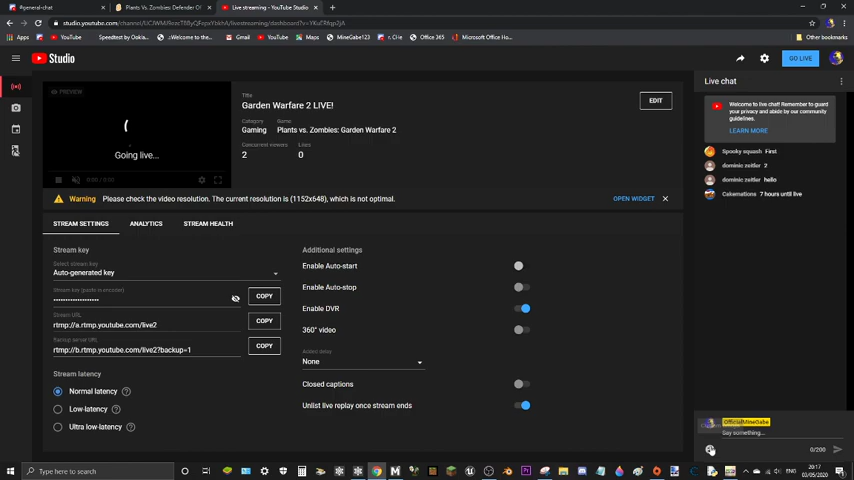 #general-chat
Plants Vs. Zombies: Defender Of
Live streaming - YouTube Studio
Apps
YouTube
Speedtest by Ookla...
Welcome to the...
Gmail
YouTube
Maps
MineGabe123
Office 365
Microsoft Office Ho...
Other bookmarks
Studio
GO LIVE
PREVIEW
Going live...
Title
Garden Warfare 2 LIVE!
EDIT
Category
Gaming
Game
Plants vs. Zombies: Garden Warfare 2
Concurrent viewers
2
Likes
0
Warning Please check the video resolution. The current resolution is (1152x648), which is not optimal.
OPEN WIDGET
STREAM SETTINGS
ANALYTICS
STREAM HEALTH
Stream key
Select stream key
Auto-generated key
Stream key (paste in encoder)
COPY
Stream URL
rtmp://a.rtmp.youtube.com/live2
COPY
Backup server URL
rtmp://b.rtmp.youtube.com/live2?backup=1
COPY
Stream latency
Normal latency
Low-latency
Ultra low-latency
Additional settings
Enable Auto-start
Enable Auto-stop
Enable DVR
360° video
Added delay
None
Closed captions
Unlist live replay once stream ends
Live chat
Welcome to live chat! Remember to guard
your privacy and abide by our community
guidelines.
LEARN MORE
Spooky squash First
dominic zeitler 2
dominic zeitler hello
Cakemations 7 hours until live
OfficialMineGabe
Say something...
0/200
Type here to search
ENG
20:17
03/05/2020